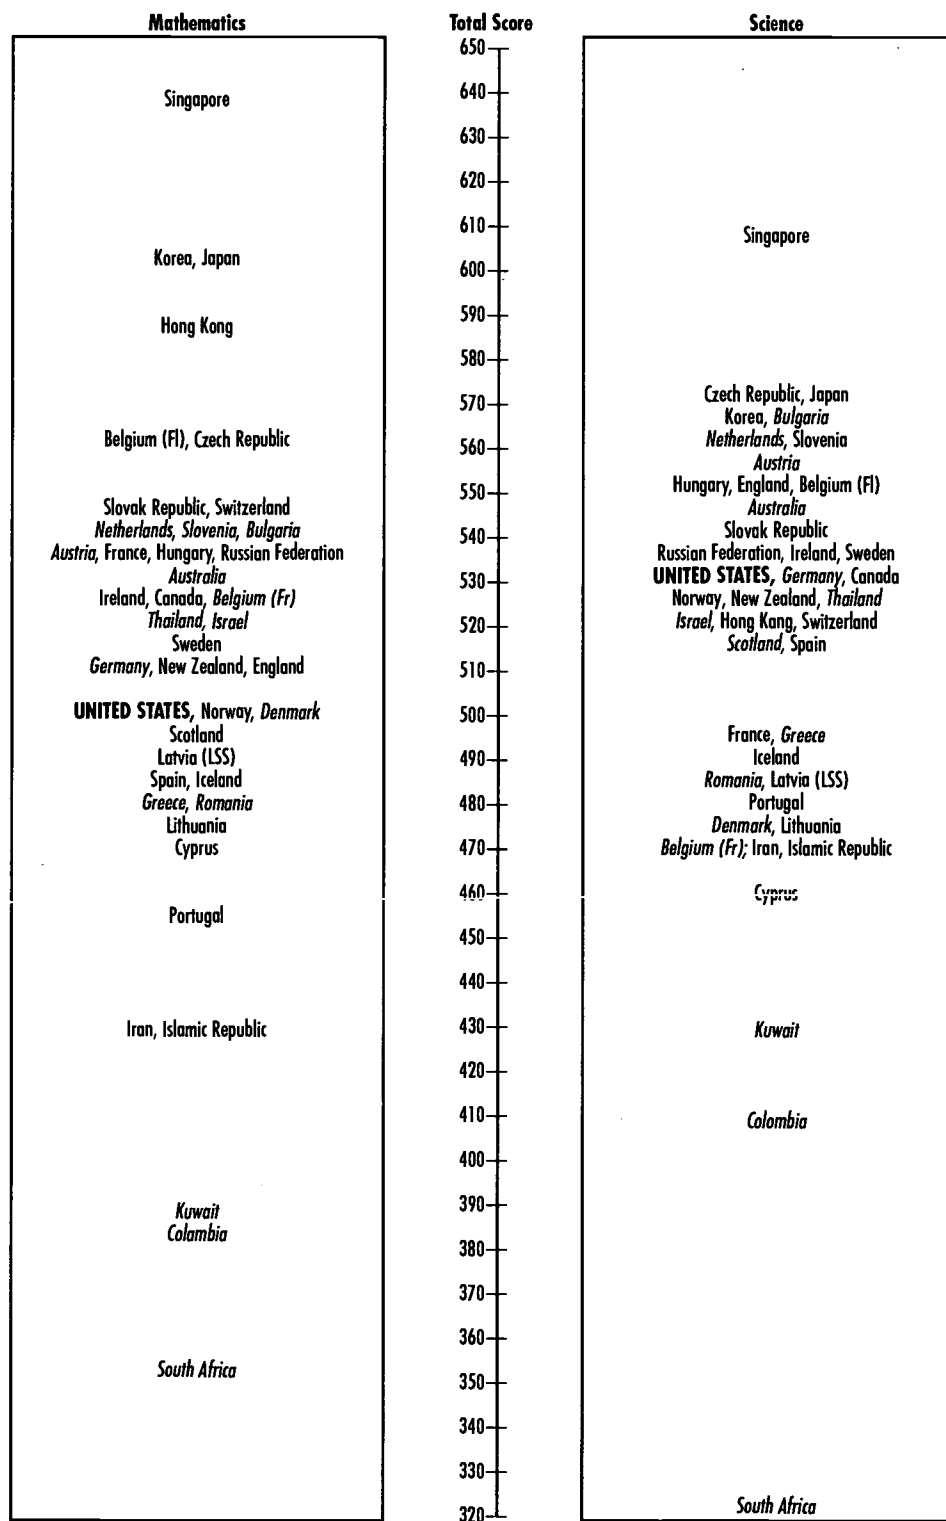 Mathematics Total Score Science
650
640
Singapore
630
620
610
Singapore
Korea, Japan
600
590
Hong Kong
580
Czech Republic, Japan
570
Korea, Bulgaria
Belgium (Fl), Czech Republic 560 Netherlands, Slovenia
Austria
Hungary, England, Belgium (Fl)
550
Slovak Republic, Switzerland Australia
Netherlands, Slovenia, Bulgaria 540 Slovak Republic
Austria, France, Hungary, Russian Federation Russian Federation, Ireland, Sweden
Australia 530 UNITED STATES, Germany, Canada
Ireland, Canada, Belgium (Fr) Norway, New Zealand, Thailand
Thailand, Israel 520 Israel, Hong Kang, Switzerland
Sweden Scotland, Spain
Germany, New Zealand, England 510
UNITED STATES, Norway, Denmark 500
Scotland France, Greece
Latvia (LSS) 490 Iceland
Spain, Iceland Romania, Latvia (LSS)
Greece, Romania 480 Portugal
Lithuania Denmark, Lithuania
Cyprus 470 Belgium (Fr); Iran, Islamic Republic
460 Cyprus
Portugal
450
440
Iran, Islamic Republic 430 Kuwait
420
410 Colombia
400
390
Kuwait
Colambia
380
370
360
South Africa
350
340
330
South Africa
320